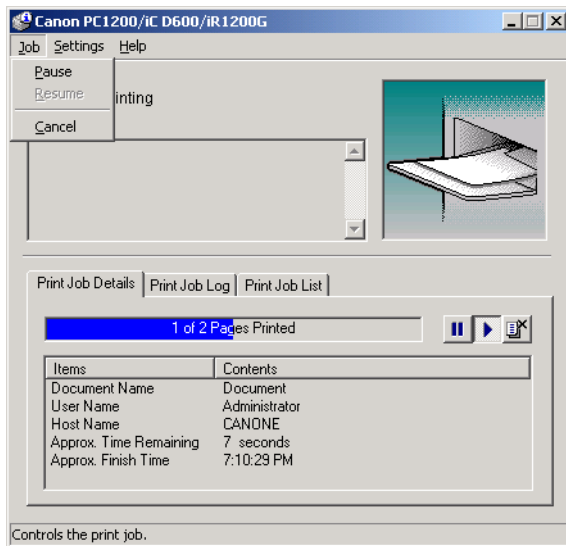 Canon PC1200/iC D600/iR1200G
Job Settings Help
Pause
Resume
inting
Cancel
Print Job Details Print Job Log Print Job List
1 of 2 Pages Printed
Items Contents
Document Name Document
User Name Administrator
Host Name CANONE
Approx. Time Remaining 7 seconds
Approx. Finish Time 7:10:29 PM
Controls the print job.